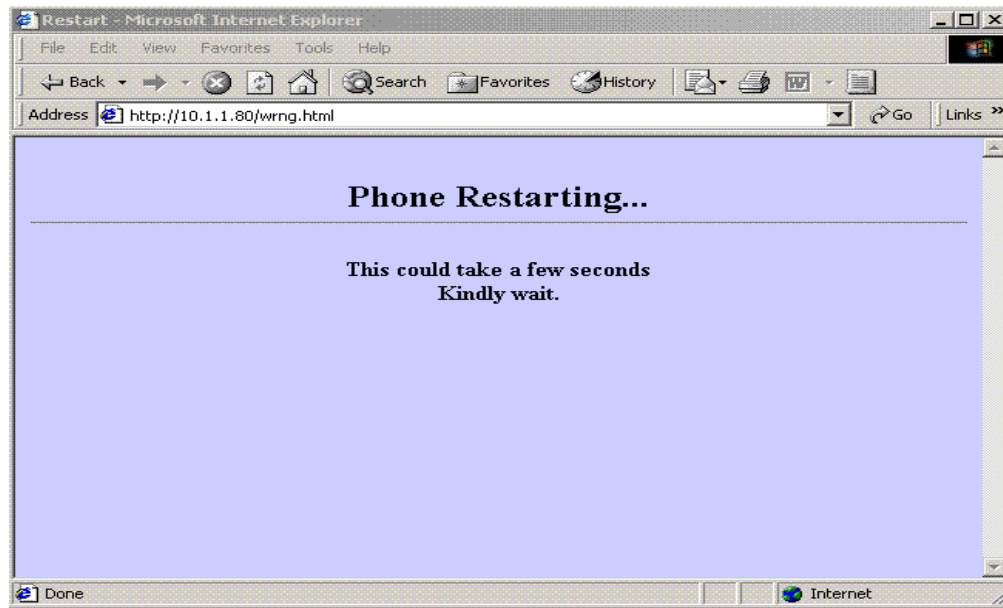 Restart - Microsoft Internet Explorer
File Edit View Favorites Tools Help
Back Search Favorites History
Address http://10.1.1.80/wrng.html Go Links »
Phone Restarting...
This could take a few seconds
Kindly wait.
Done Internet